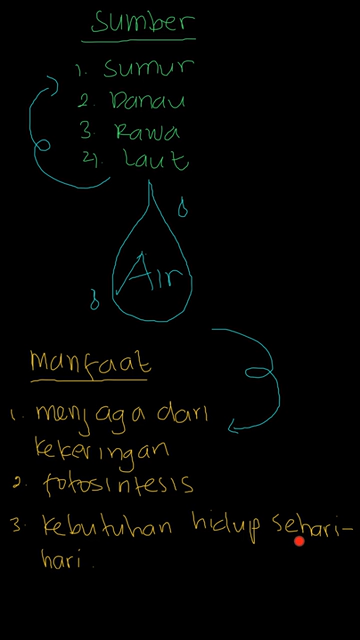 Sumber
1. Sumur
2. Danau
3. Rawa
4. Laut
Air
Manfaat
1. menjaga dari
kekeringan
2. fotosintesis
3. kebutuhan hidup sehari-
hari.